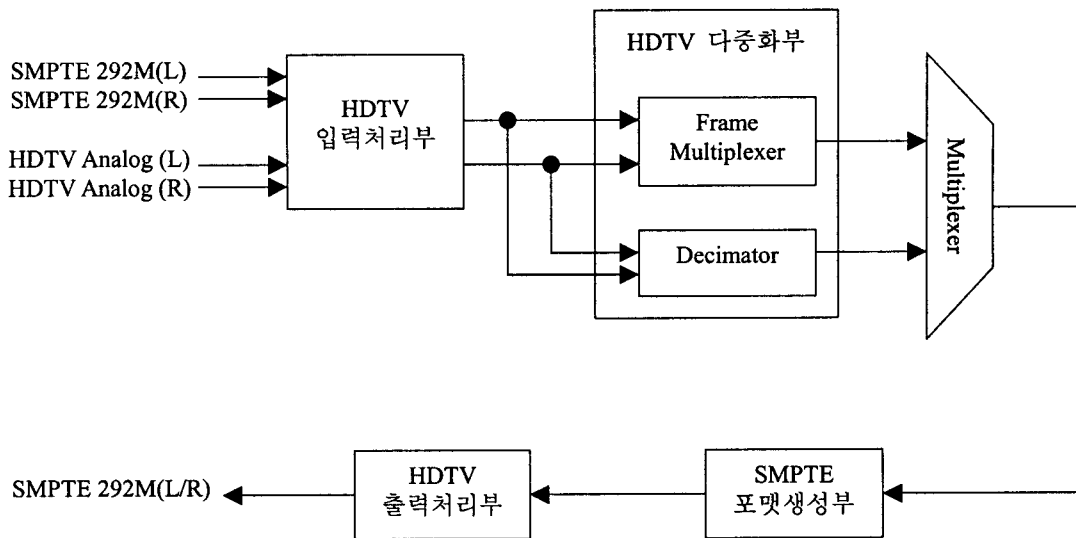 SMPTE 292M(L)
SMPTE 292M(R)
HDTV Analog (L)
HDTV Analog (R)
HDTV
입력처리부
HDTV 다중화부
Frame
Multiplexer
Decimator
Multiplexer
SMPTE 292M(L/R)
HDTV
출력처리부
SMPTE
포맷생성부